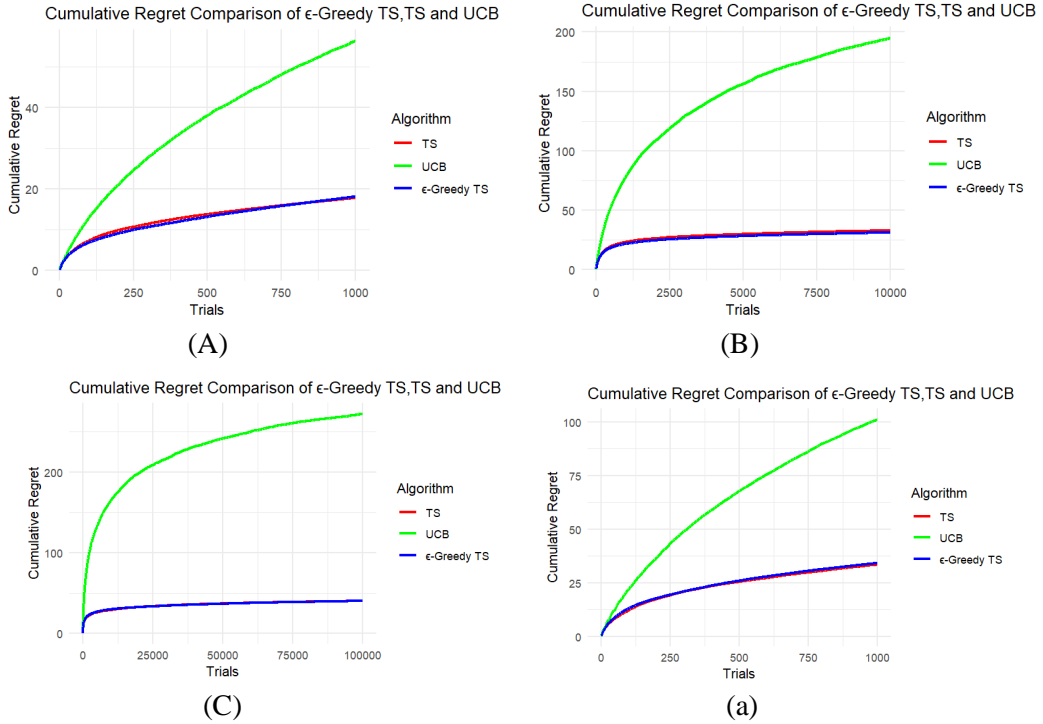 Cumulative Regret Comparison of ϵ-Greedy TS,TS and UCB
Cumulative Regret
40
20
0
0 250 500 750 1000
Trials
Algorithm
TS
UCB
ϵ-Greedy TS
(A)
Cumulative Regret Comparison of ϵ-Greedy TS,TS and UCB
Cumulative Regret
200
150
100
50
0
0 2500 5000 7500 10000
Trials
Algorithm
TS
UCB
ϵ-Greedy TS
(B)
Cumulative Regret Comparison of ϵ-Greedy TS,TS and UCB
Cumulative Regret
200
100
0
0 25000 50000 75000 100000
Trials
Algorithm
TS
UCB
ϵ-Greedy TS
(C)
Cumulative Regret Comparison of ϵ-Greedy TS,TS and UCB
Cumulative Regret
100
75
50
25
0
0 250 500 750 1000
Trials
Algorithm
TS
UCB
ϵ-Greedy TS
(a)